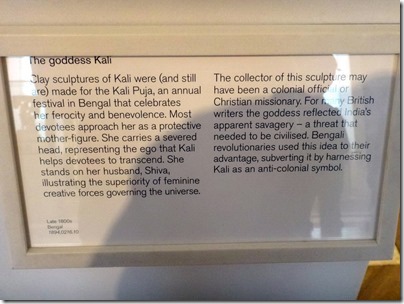 The goddess Kali
Clay sculptures of Kali were (and still
are) made for the Kali Puja, an annual
festival in Bengal that celebrates
her ferocity and benevolence. Most
devotees approach her as a protective
mother-figure. She carries a severed
head, representing the ego that Kali
helps devotees to transcend. She
stands on her husband, Shiva,
illustrating the superiority of feminine
creative forces governing the universe.
Late 1800s
Bengal
1894,0216.10
The collector of this sculpture may
have been a colonial official or
Christian missionary. For many British
writers the goddess reflected India's
apparent savagery – a threat that
needed to be civilised. Bengali
revolutionaries used this idea to their
advantage, subverting it by harnessing
Kali as an anti-colonial symbol.